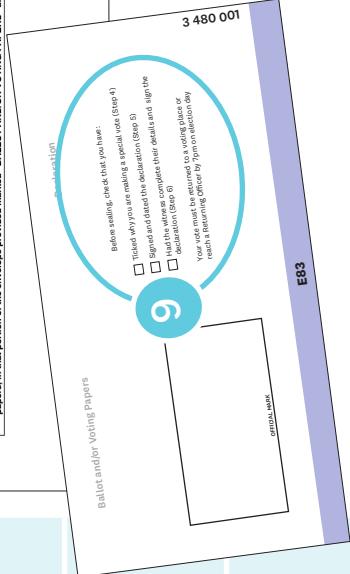 3 480 001
Declaration
Before sealing, check that you have:
Ticked why you are making a special vote (Step 4)
Signed and dated the declaration (Step 5)
Had the witness complete their details and sign the
declaration (Step 6)
Your vote must be returned to a voting place or
reach a Returning Officer by 7pm on election day
9
E83
Ballot and/or Voting Papers
OFFICIAL MARK